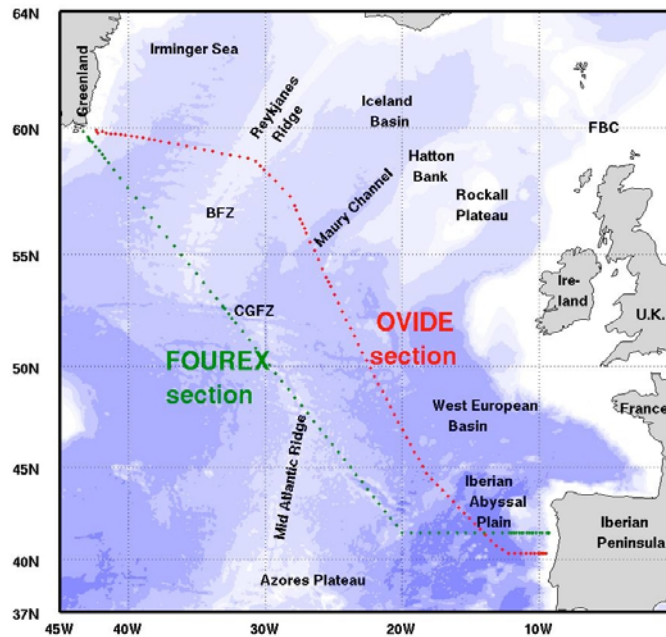 64N
Greenland
Irminger Sea
Reykjanes
Ridge
Iceland
Basin
FBC
60N
Hatton
Bank
Rockall
Plateau
Maury Channel
BFZ
55N
CGFZ
Ire-
land
U.K.
OVIDE
section
FOUREX
section
50N
West European
Basin
France
Mid Atlantic Ridge
45N
Iberian
Abyssal
Plain
Iberian
Peninsula
40N
Azores Plateau
37N
45W
40W
30W
20W
10W